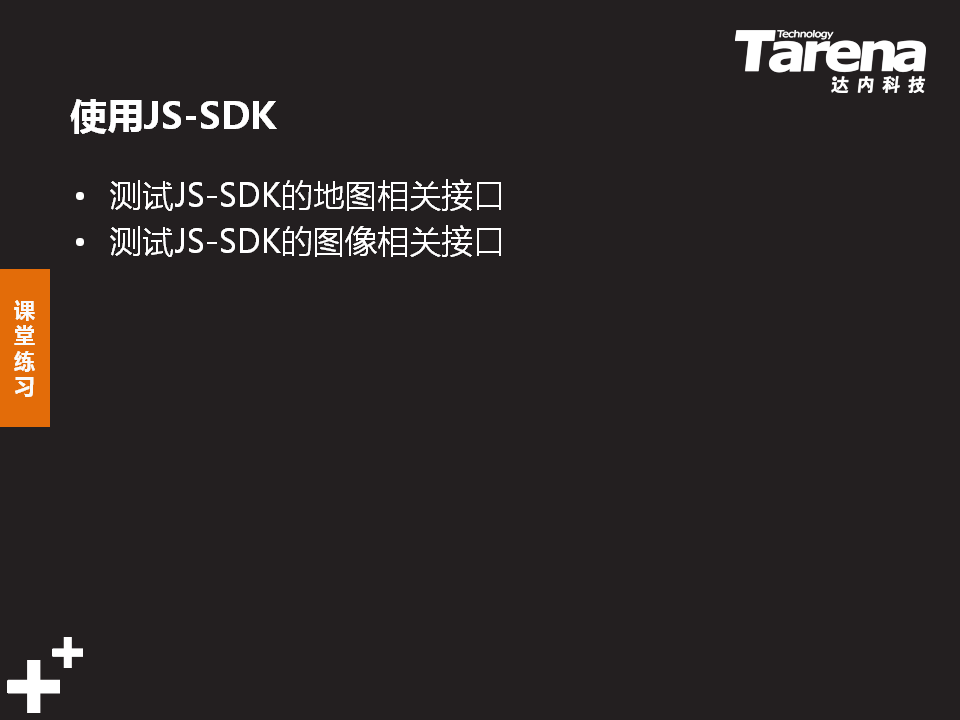 Technology
Tarena
达内科技
使用JS-SDK
• 测试JS-SDK的地图相关接口
• 测试JS-SDK的图像相关接口
课
堂
练
习